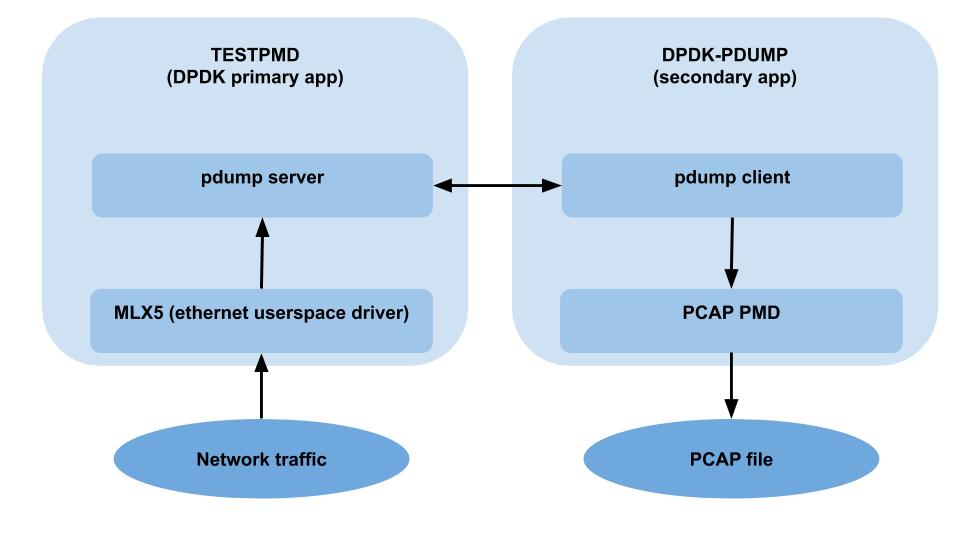 TESTPMD
(DPDK primary app)
pdump server
MLX5 (ethernet userspace driver)
Network traffic
DPDK-PDUMP
(secondary app)
pdump client
PCAP PMD
PCAP file